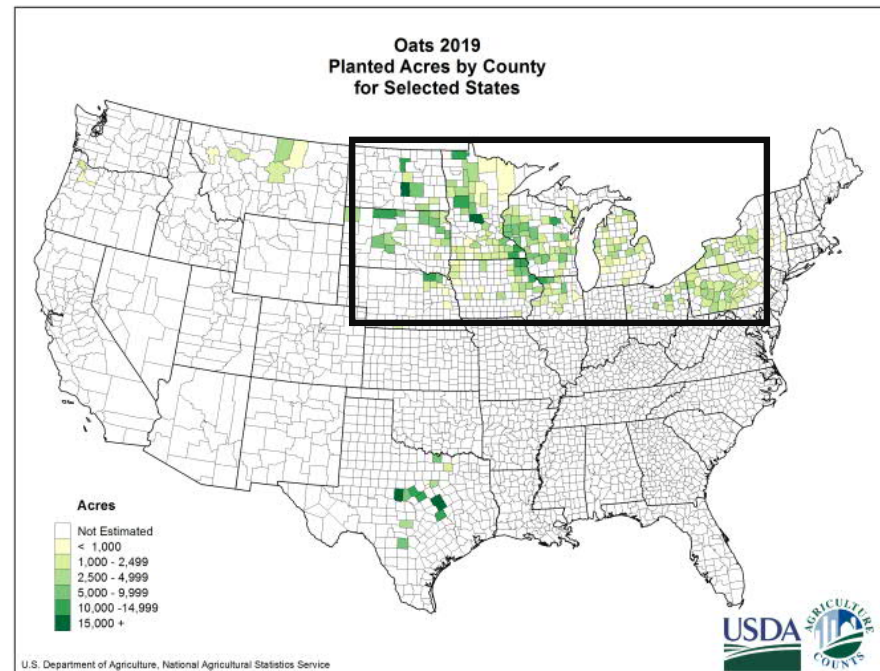 Oats 2019
Planted Acres by County
for Selected States
Acres
Not Estimated
< 1,000
1,000 - 2,499
2,500 - 4,999
5,000 - 9,999
10,000 -14,999
15,000 +
U.S. Department of Agriculture, National Agricultural Statistics Service
USDA
AGRICULTURE
COUNTS